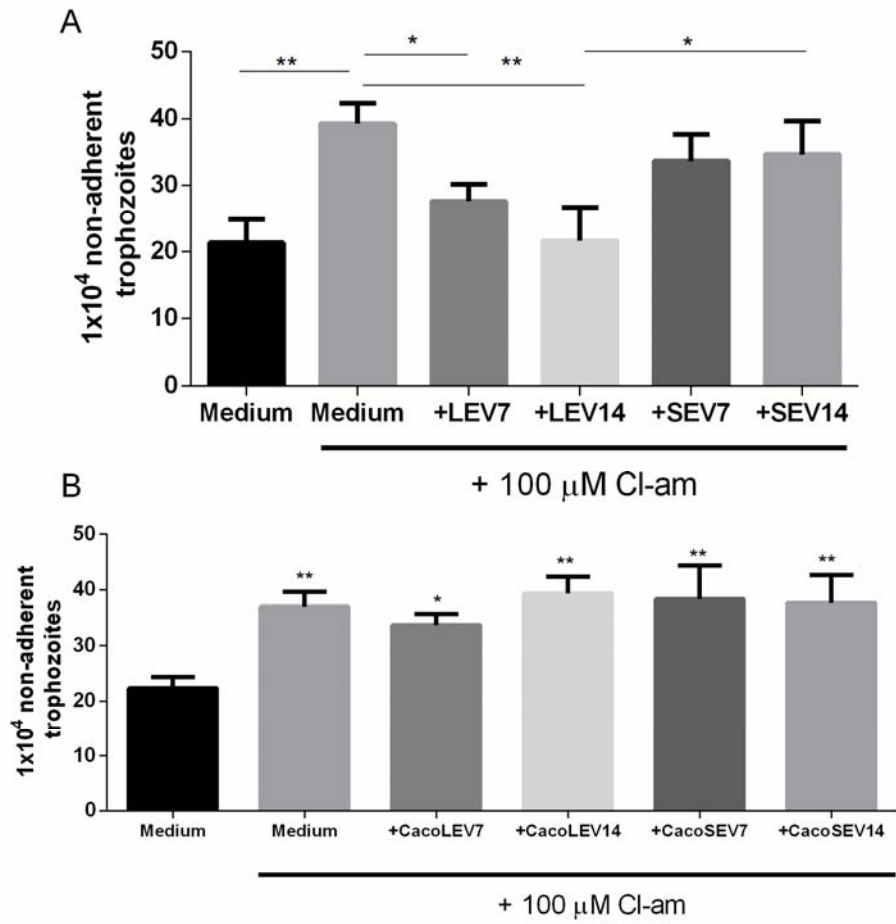 A
1x10⁴ non-adherent
trophozoites
50
40
30
20
10
0
** * ** *
Medium Medium +LEV7 +LEV14 +SEV7 +SEV14
+ 100 μM Cl-am
B
1x10⁴ non-adherent
trophozoites
50
40
30
20
10
0
** * ** ** **
Medium Medium +CacoLEV7 +CacoLEV14 +CacoSEV7 +CacoSEV14
+ 100 μM Cl-am